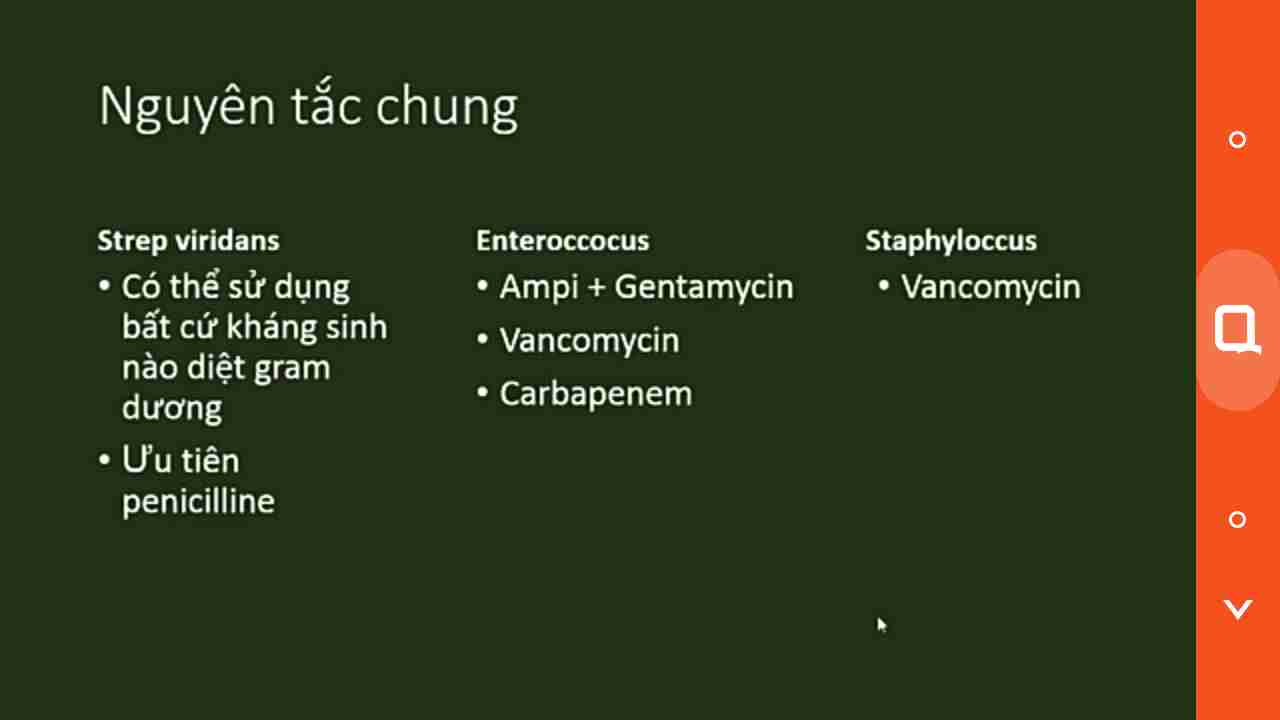 Nguyên tắc chung
Strep viridans
• Có thể sử dụng
bất cứ kháng sinh
nào diệt gram
dương
• Ưu tiên
penicilline
Enteroccocus
• Ampi + Gentamycin
• Vancomycin
• Carbapenem
Staphyloccus
• Vancomycin